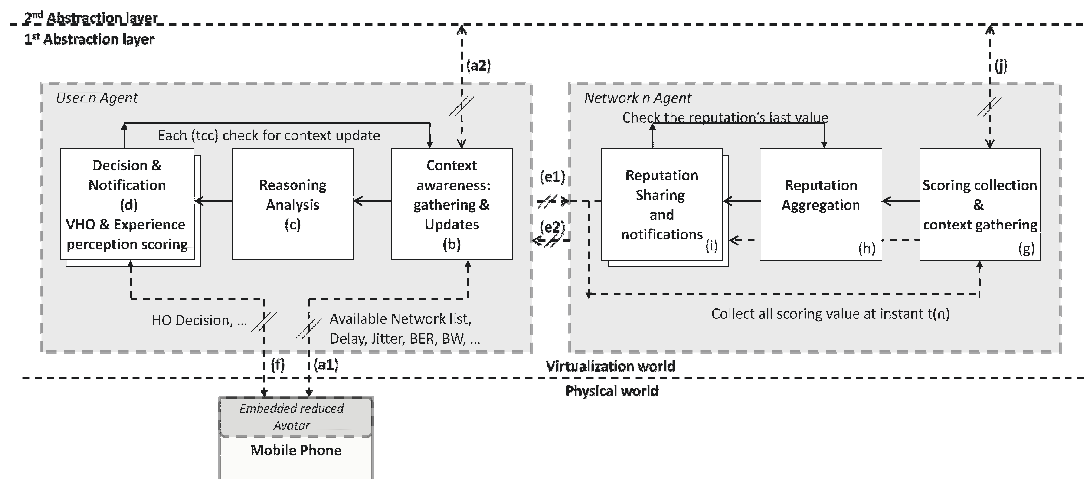 2nd Abstraction layer
1st Abstraction layer
(a2)
(j)
User n Agent
Each (tcc) check for context update
Decision &
Notification
(d)
VHO & Experience
perception scoring
Reasoning
Analysis
(c)
Context
awareness:
gathering &
Updates
(b)
(e1)
(e2)
Network n Agent
Check the reputation's last value
Reputation
Sharing
and
notifications
(i)
Reputation
Aggregation
(h)
Scoring collection
&
context gathering
(g)
HO Decision, ...
Available Network list,
Delay, Jitter, BER, BW, ...
Collect all scoring value at instant t(n)
(f)
(a1)
Virtualization world
Physical world
Embedded reduced
Avatar
Mobile Phone